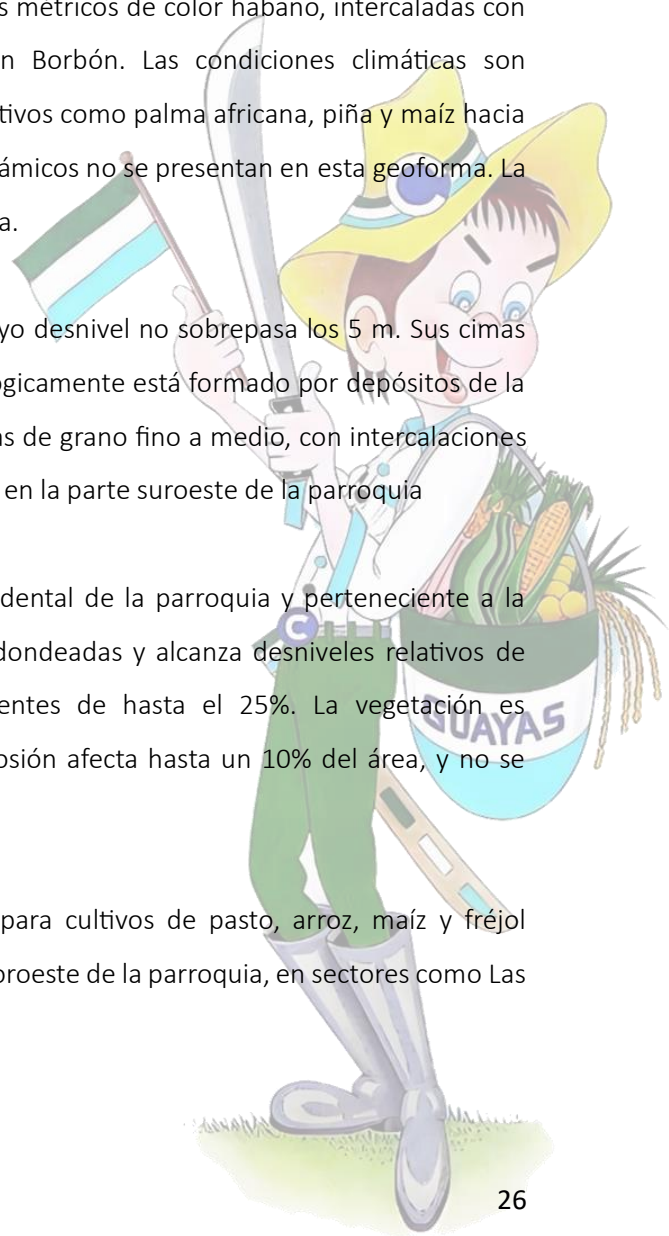 s métricos de color habano, intercaladas con
n Borbón. Las condiciones climáticas son
tivos como palma africana, piña y maíz hacia
ámicos no se presentan en esta geoforma. La
a.
yo desnivel no sobrepasa los 5 m. Sus cimas
ógicamente está formado por depósitos de la
as de grano fino a medio, con intercalaciones
en la parte suroeste de la parroquia
dental de la parroquia y perteneciente a la
dondeadas y alcanza desniveles relativos de
entes de hasta el 25%. La vegetación es
osión afecta hasta un 10% del área, y no se
para cultivos de pasto, arroz, maíz y fréjol
oroeste de la parroquia, en sectores como Las
C
C
GUAYAS
26